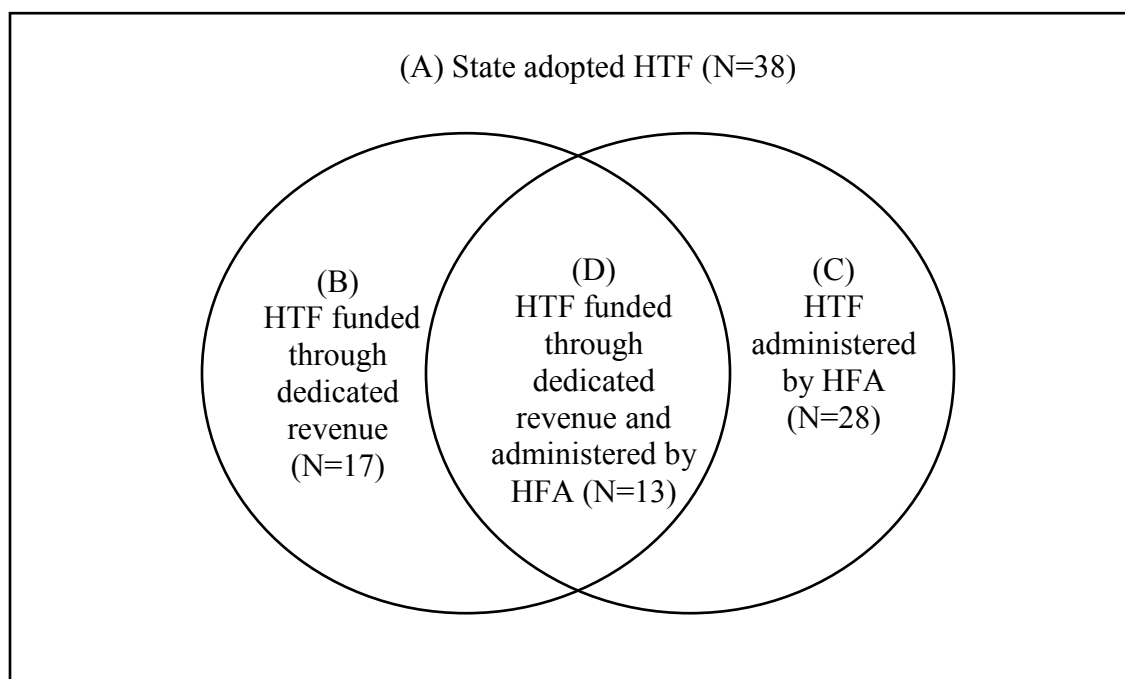 (A) State adopted HTF (N=38)
(B)
HTF funded
through
dedicated
revenue
(N=17)
(D)
HTF funded
through
dedicated
revenue and
administered by
HFA (N=13)
(C)
HTF
administered
by HFA
(N=28)